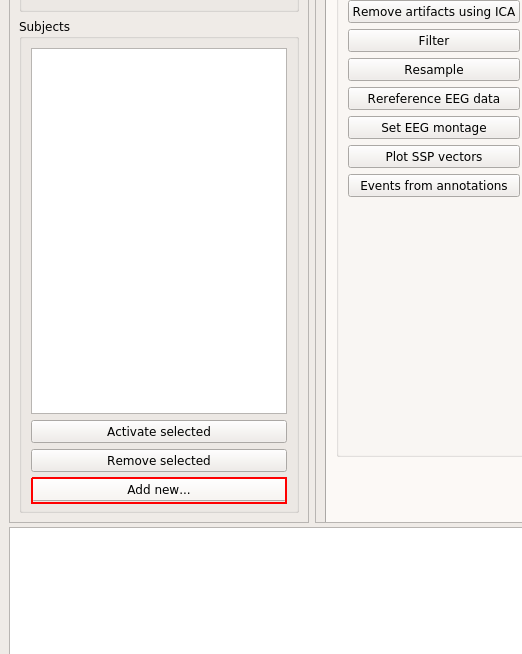 Subjects
Activate selected
Remove selected
Add new...
Remove artifacts using ICA
Filter
Resample
Rereference EEG data
Set EEG montage
Plot SSP vectors
Events from annotations